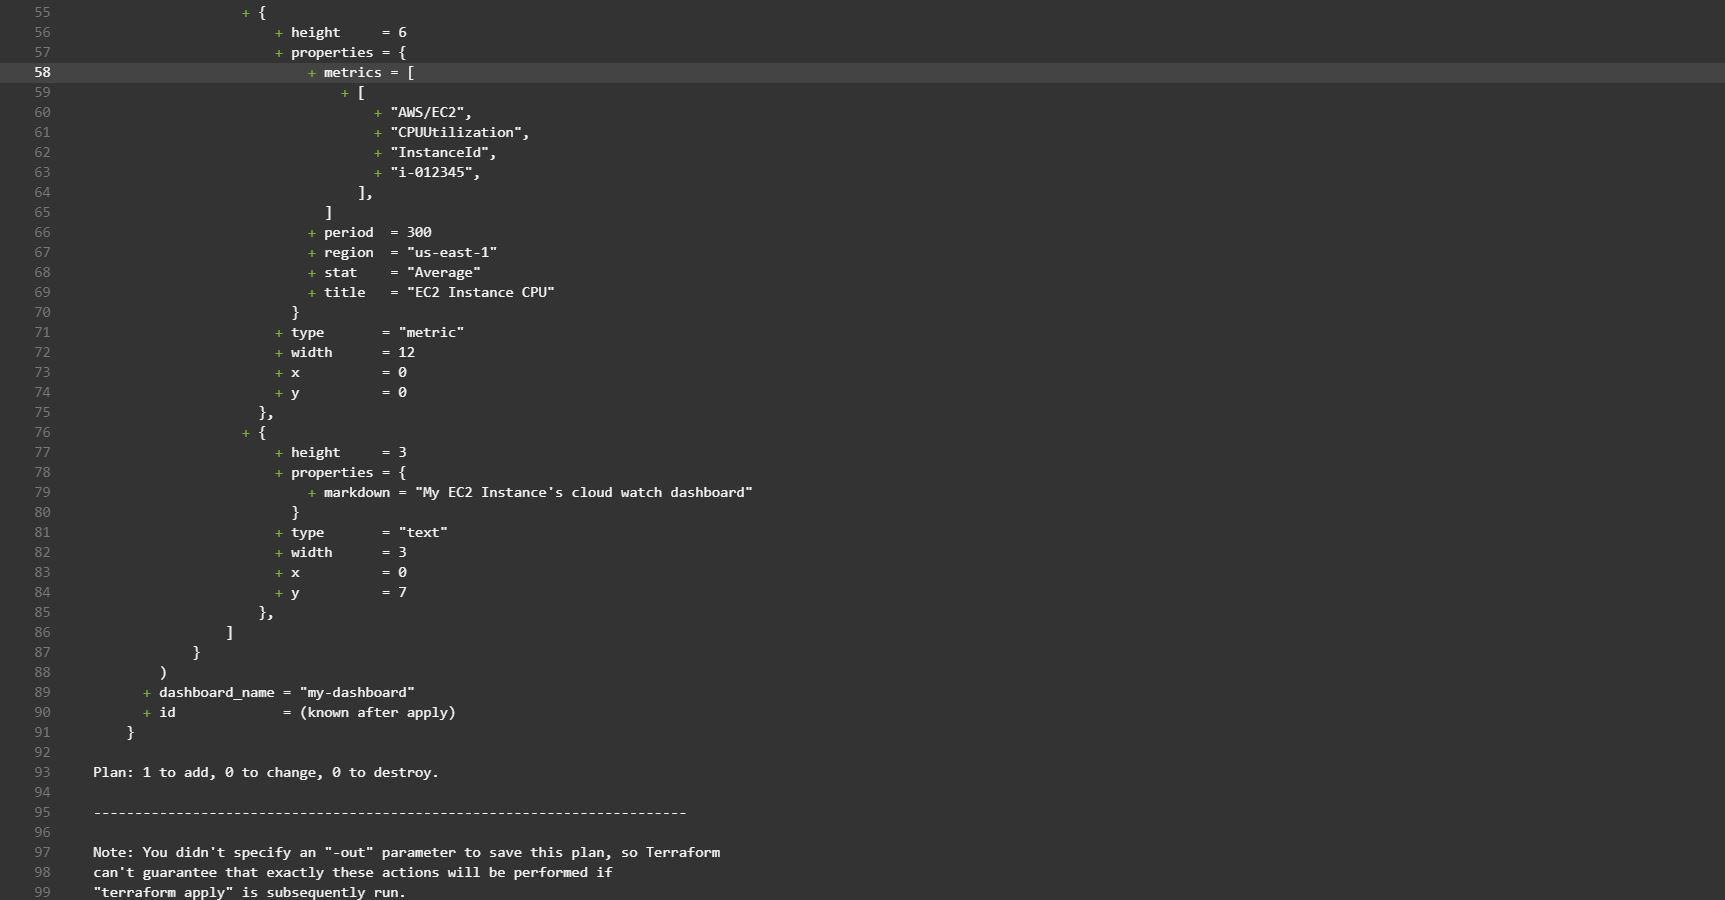 55 + {
56 + height     = 6
57 + properties = {
58 + metrics = [
59 + [
60 + "AWS/EC2",
61 + "CPUUtilization",
62 + "InstanceId",
63 + "i-012345",
64 ],
65 ]
66 + period  = 300
67 + region  = "us-east-1"
68 + stat    = "Average"
69 + title   = "EC2 Instance CPU"
70 }
71 + type       = "metric"
72 + width      = 12
73 + x          = 0
74 + y          = 0
75 },
76 + {
77 + height     = 3
78 + properties = {
79 + markdown = "My EC2 Instance's cloud watch dashboard"
80 }
81 + type       = "text"
82 + width      = 3
83 + x          = 0
84 + y          = 7
85 },
86 ]
87 }
88 )
89 + dashboard_name = "my-dashboard"
90 + id             = (known after apply)
91 }
92
93 Plan: 1 to add, 0 to change, 0 to destroy.
94
95 ------------------------------------------------------------------------
96
97 Note: You didn't specify an "-out" parameter to save this plan, so Terraform
98 can't guarantee that exactly these actions will be performed if
99 "terraform apply" is subsequently run.